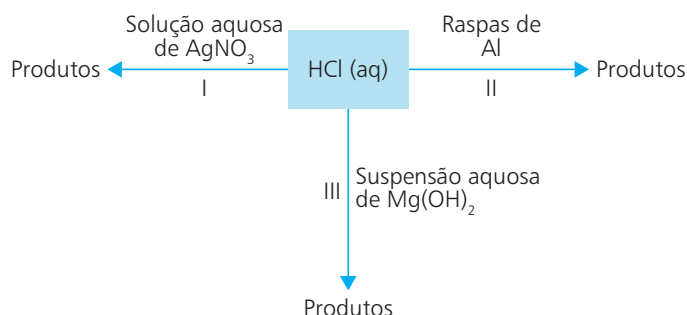 Solução aquosa
de AgNO₃
Raspas de
Al
Produtos
HCl (aq)
Produtos
I
II
III
Suspensão aquosa
de Mg(OH)₂
Produtos